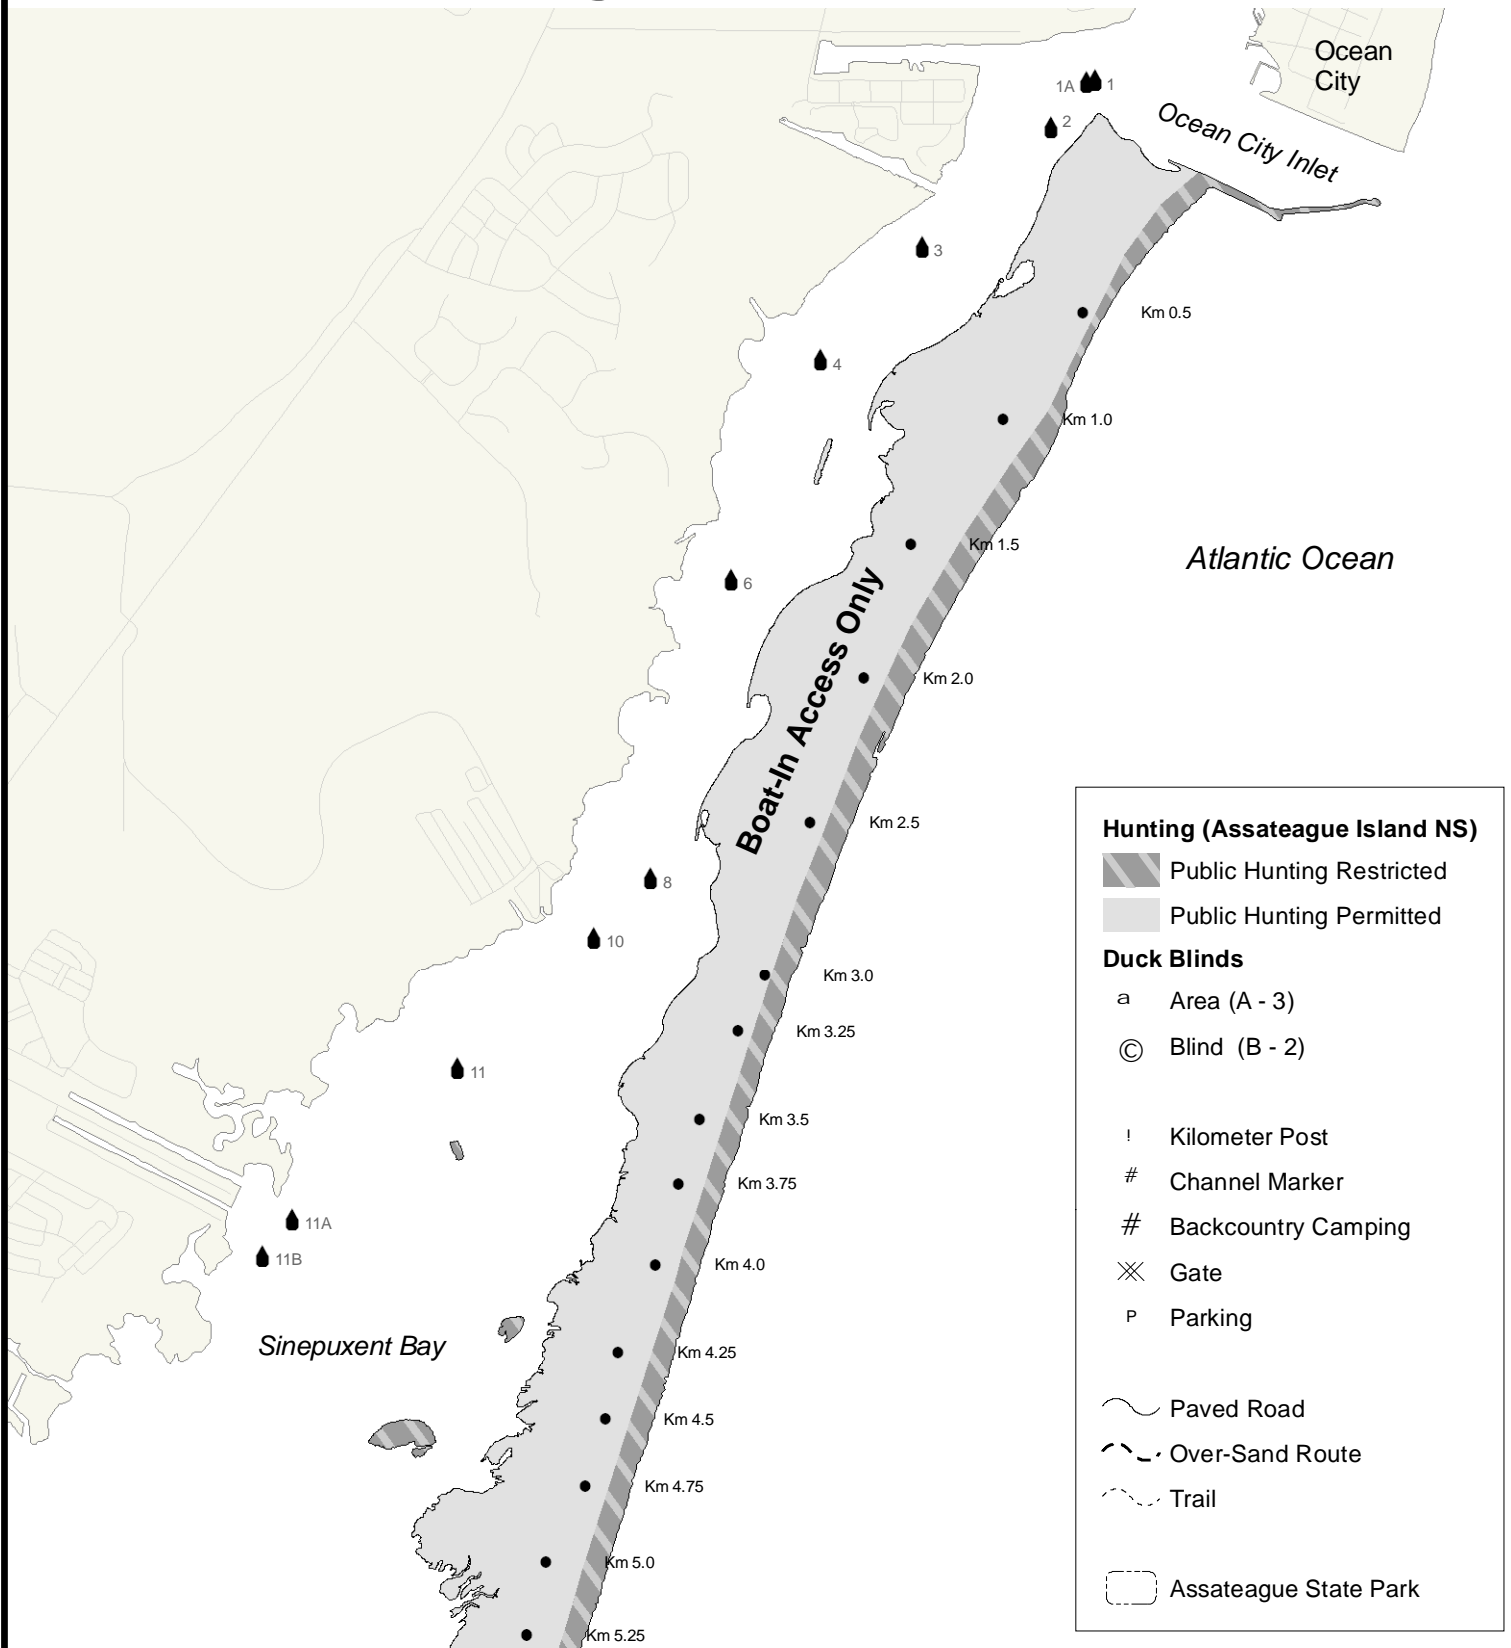 Ocean
City
1A
1
2
Ocean City Inlet
3
Km 0.5
4
Km 1.0
Km 1.5
Atlantic Ocean
6
Boat-In Access Only
Km 2.0
Km 2.5
8
10
Km 3.0
Km 3.25
11
Km 3.5
Km 3.75
11A
11B
Km 4.0
Sinepuxent Bay
Km 4.25
Km 4.5
Km 4.75
Km 5.0
Km 5.25
Hunting (Assateague Island NS)
Public Hunting Restricted
Public Hunting Permitted
Duck Blinds
a Area (A - 3)
© Blind (B - 2)
! Kilometer Post
# Channel Marker
# Backcountry Camping
Gate
P Parking
Paved Road
Over-Sand Route
Trail
Assateague State Park